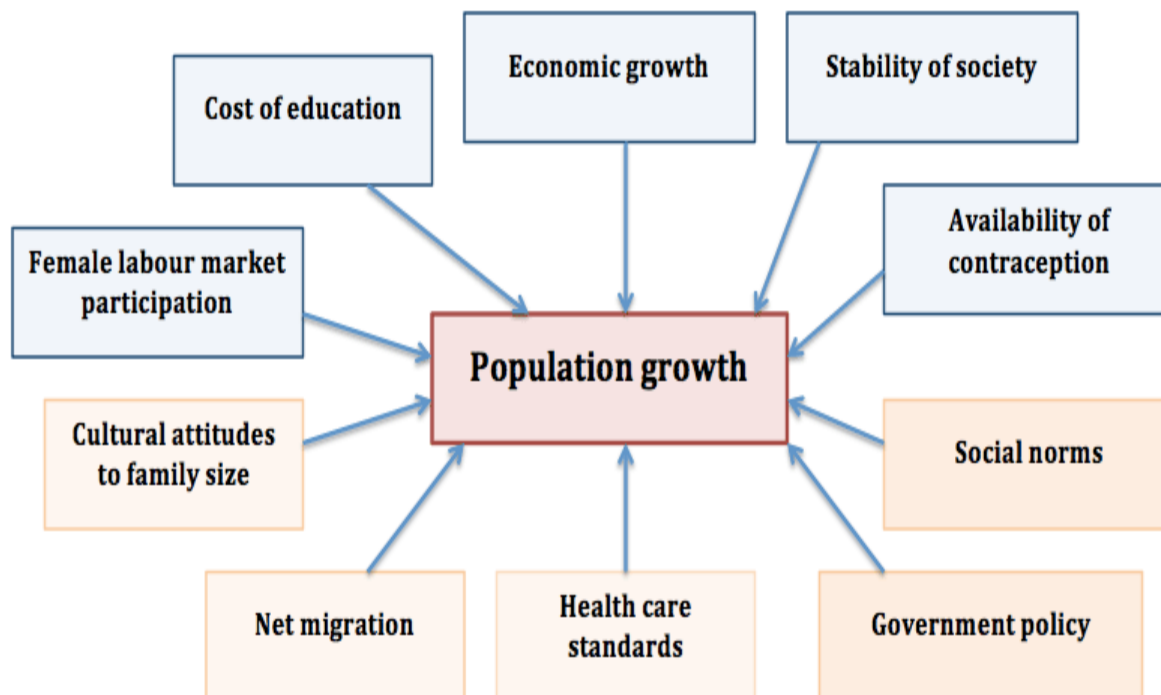 Economic growth
Stability of society
Cost of education
Availability of
contraception
Female labour market
participation
Population growth
Cultural attitudes
to family size
Social norms
Net migration
Health care
standards
Government policy